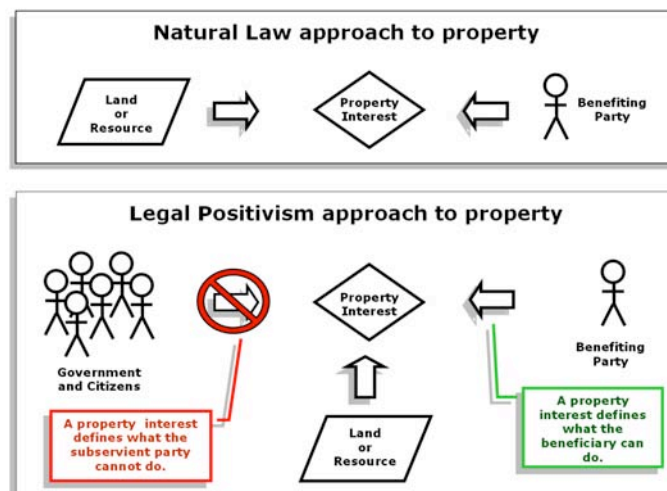 Natural Law approach to property
Land
or
Resource
Property
Interest
Benefiting
Party
Legal Positivism approach to property
Government
and Citizens
Property
Interest
Benefiting
Party
A property interest
defines what the
subservient party
cannot do.
Land
or
Resource
A property
interest defines
what the
beneficiary can
do.